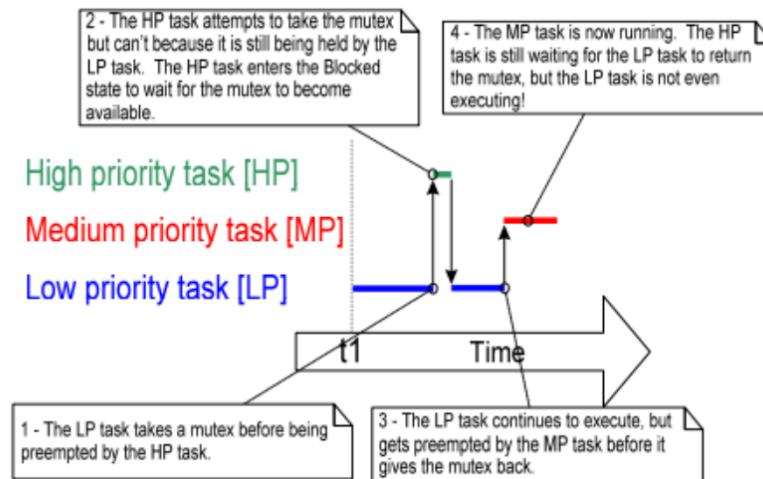 2 - The HP task attempts to take the mutex
but can't because it is still being held by the
LP task.  The HP task enters the Blocked
state to wait for the mutex to become
available.
4 - The MP task is now running.  The HP
task is still waiting for the LP task to return
the mutex, but the LP task is not even
executing!
High priority task [HP]
Medium priority task [MP]
Low priority task [LP]
t1
Time
1 - The LP task takes a mutex before being
preempted by the HP task.
3 - The LP task continues to execute, but
gets preempted by the MP task before it
gives the mutex back.